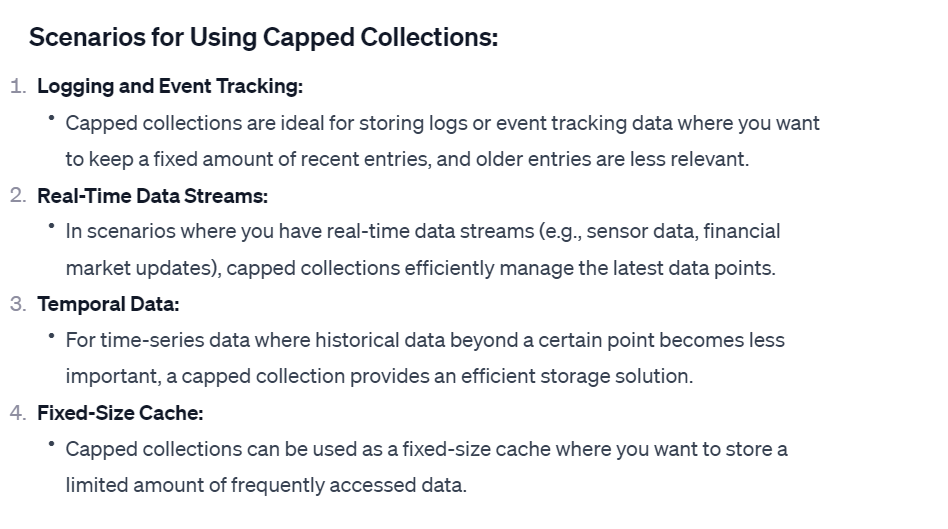 Scenarios for Using Capped Collections:
1. Logging and Event Tracking:
• Capped collections are ideal for storing logs or event tracking data where you want
to keep a fixed amount of recent entries, and older entries are less relevant.
2. Real-Time Data Streams:
• In scenarios where you have real-time data streams (e.g., sensor data, financial
market updates), capped collections efficiently manage the latest data points.
3. Temporal Data:
• For time-series data where historical data beyond a certain point becomes less
important, a capped collection provides an efficient storage solution.
4. Fixed-Size Cache:
• Capped collections can be used as a fixed-size cache where you want to store a
limited amount of frequently accessed data.